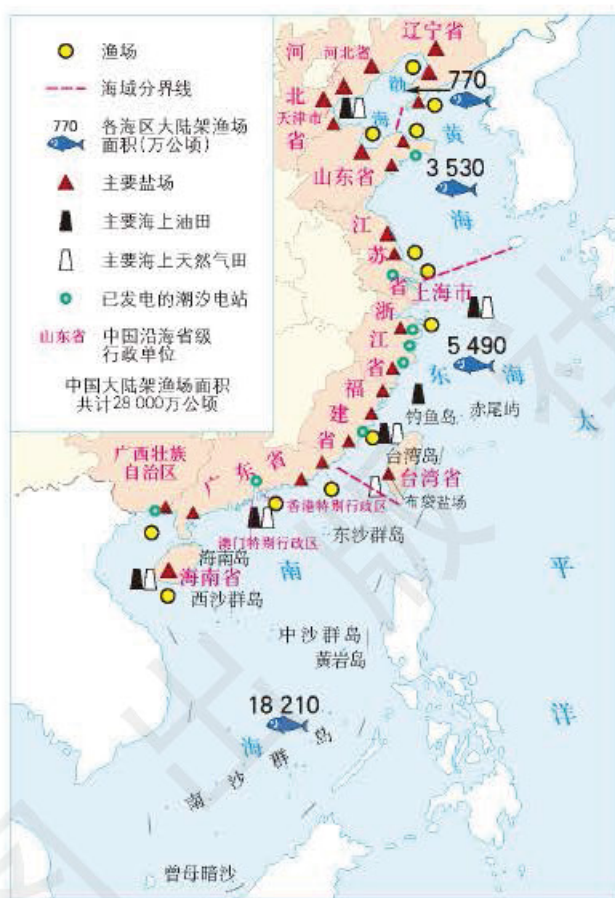 渔场
海域分界线
770
各海区大陆架渔场
面积(万公顷)
主要盐场
主要海上油田
主要海上天然气田
已发电的潮汐电站
山东省
中国沿海省级
行政单位
中国大陆架渔场面积
共计28 000万公顷
辽宁省
河北省
河
北
省
天津市
渤
海
770
黄
海
3 530
山东省
江
苏
省
上海市
浙
江
省
5 490
东
海
福
建
省
钓鱼岛
赤尾屿
太
平
洋
台湾岛
台湾省
布袋盐场
广西壮族
自治区
广
东
省
香港特别行政区
澳门特别行政区
东沙群岛
海南岛
海南省
南
海
西沙群岛
中沙群岛
黄岩岛
18 210
南沙群岛
曾母暗沙